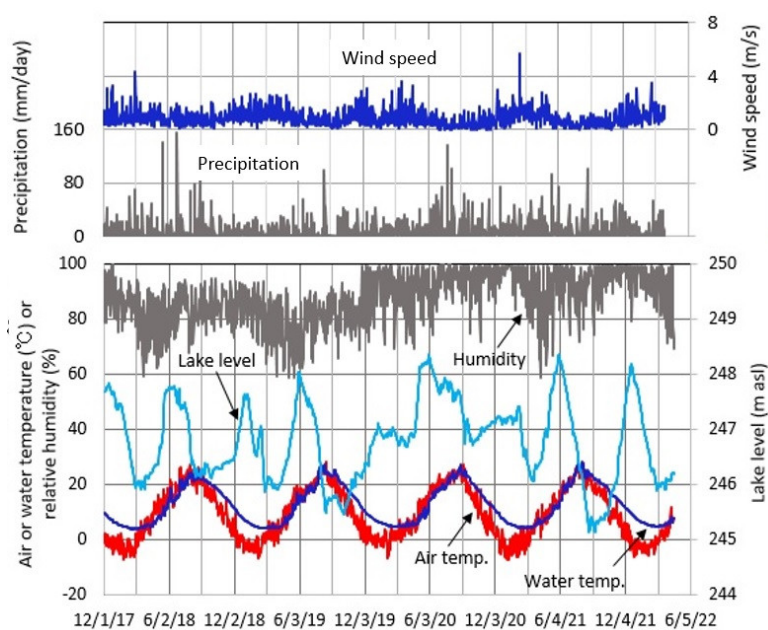 8
Wind speed
4
160
0
Precipitation
80
0
Precipitation (mm/day)
Wind speed (m/s)
100
250
80
249
Lake level
Humidity
60
248
40
247
20
246
0
245
Air temp.
Water temp.
-20
244
Air or water temperature (℃) or
relative humidity (%)
Lake level (m asl)
12/1/17 6/2/18 12/2/18 6/3/19 12/3/19 6/3/20 12/3/20 6/4/21 12/4/21 6/5/22